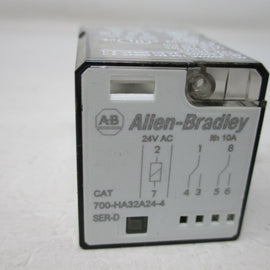 AB Allen-Bradley
24V AC Rh 10A
2 1 8
7 4 3 5 6
CAT
700-HA32A24-4
SER-D